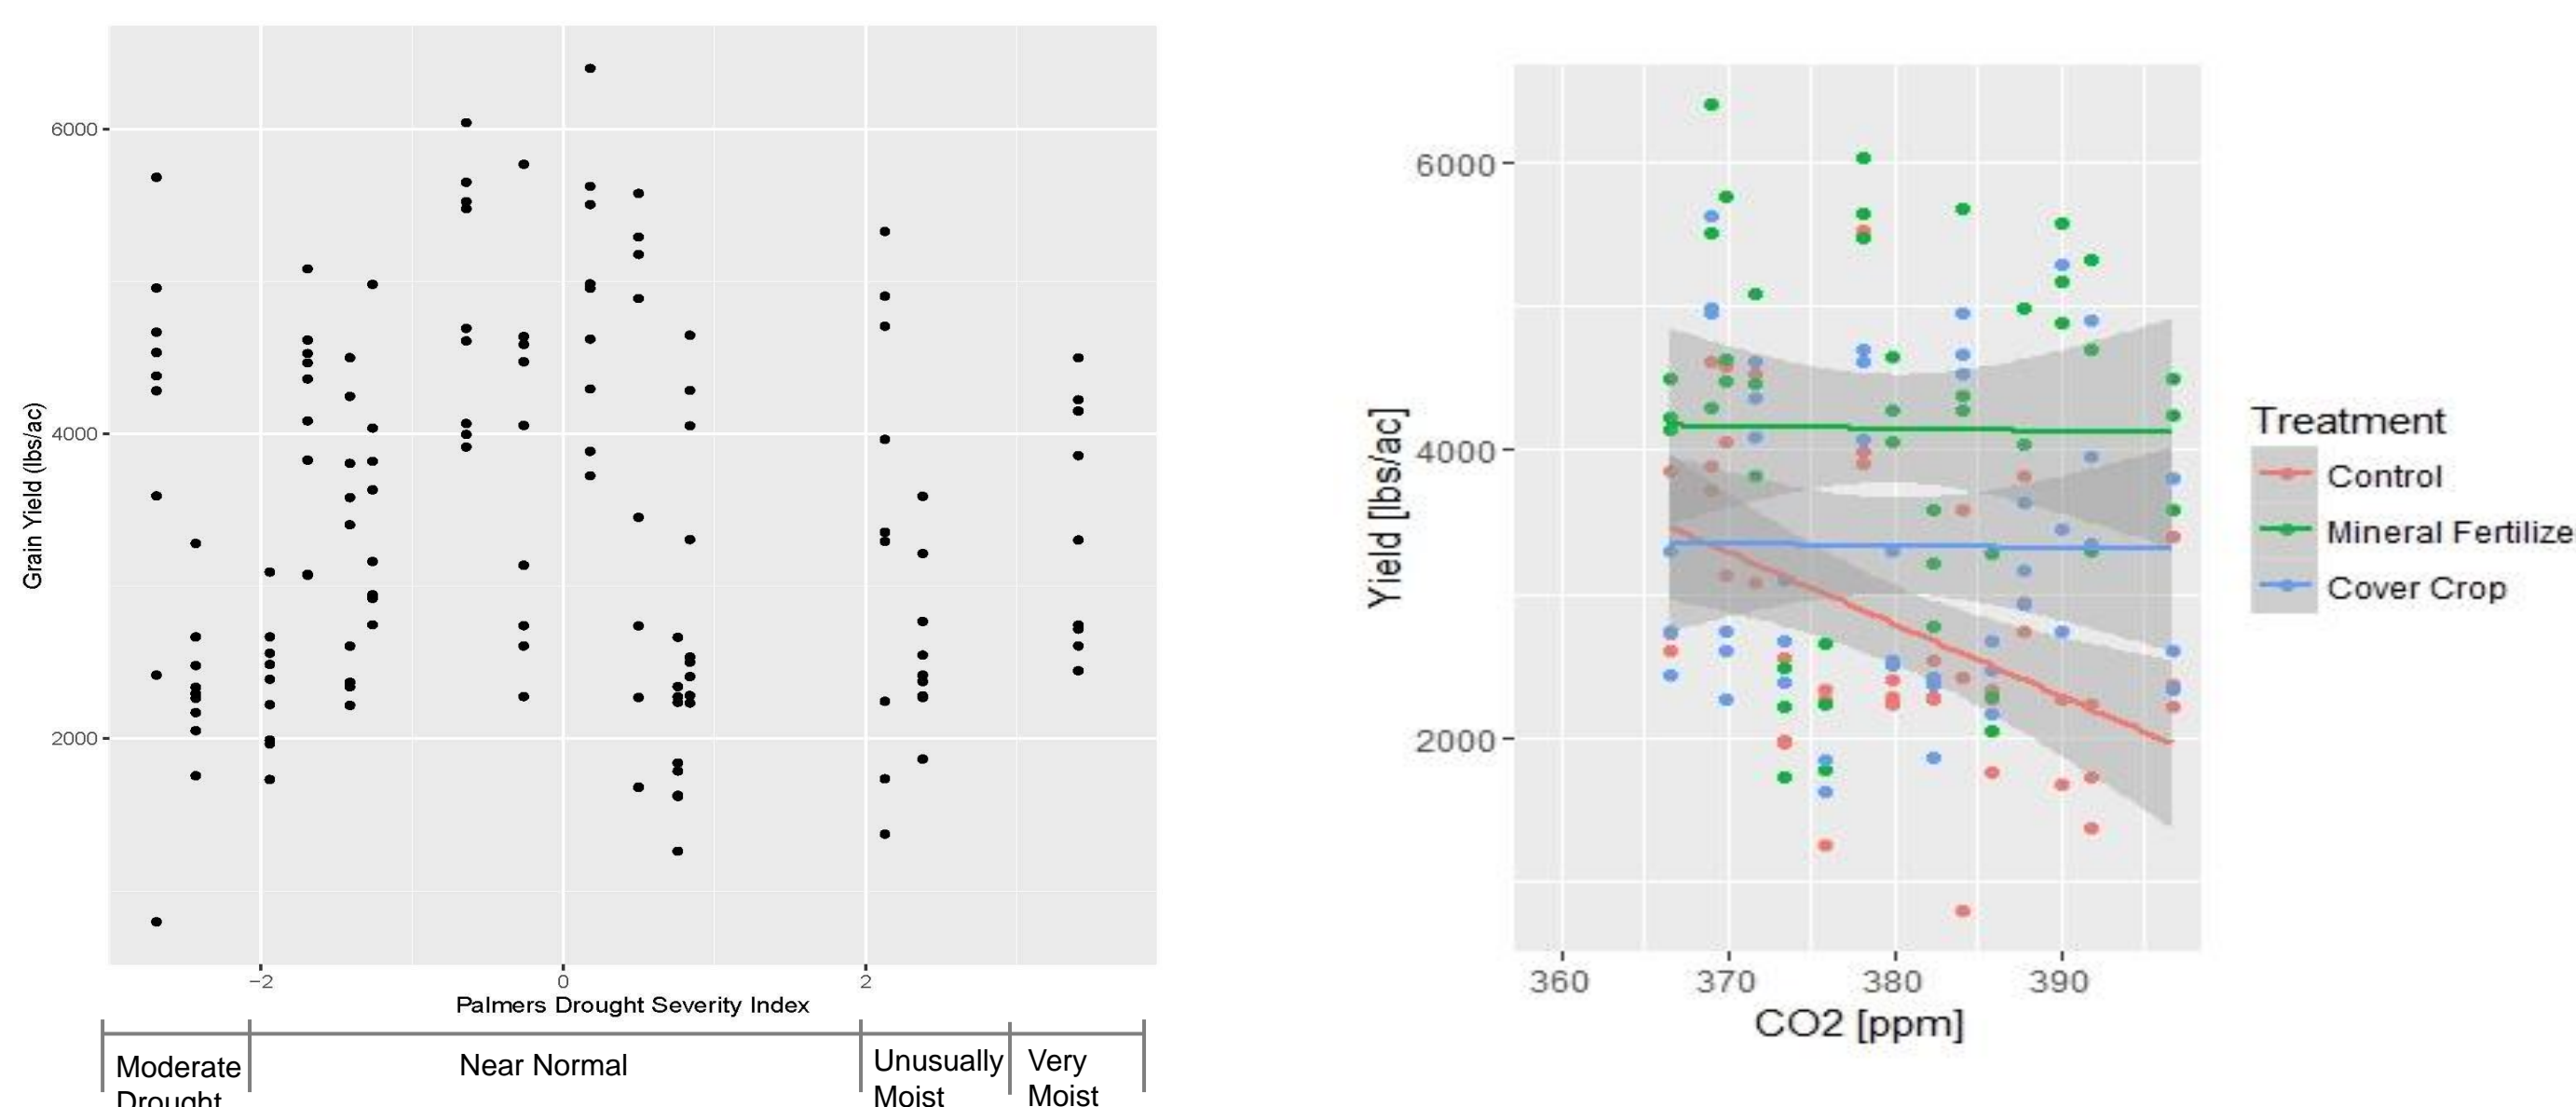 6000
4000
2000
Grain Yield (lbs/ac)
−2 0 2
Palmers Drought Severity Index
Moderate
Drought
Near Normal
Unusually
Moist
Very
Moist
6000
4000
2000
Yield [lbs/ac]
360 370 380 390
CO2 [ppm]
Treatment
Control
Mineral Fertilize
Cover Crop